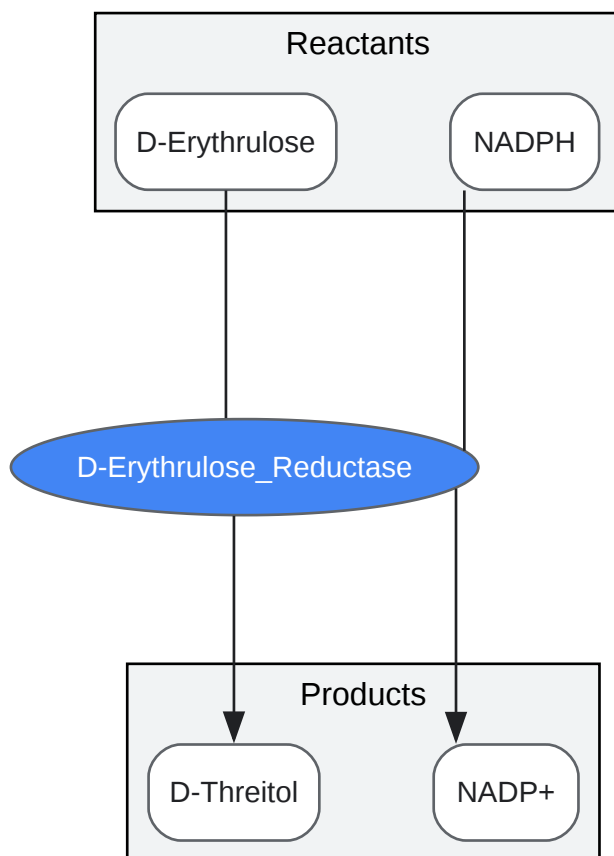 Reactants
D-Erythrulose
NADPH
D-Erythrulose_Reductase
Products
D-Threitol
NADP+